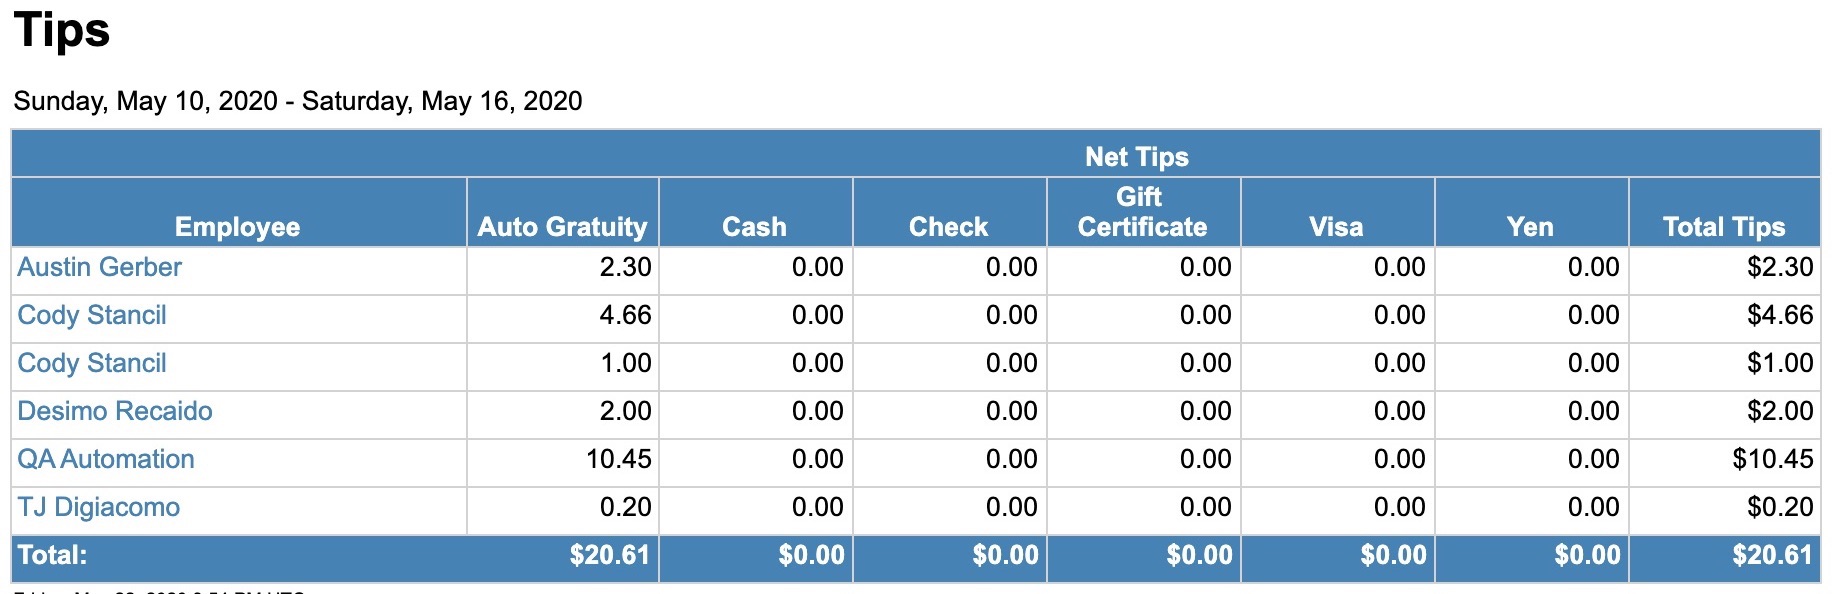 Tips
Sunday, May 10, 2020 - Saturday, May 16, 2020
Net Tips
Employee Auto Gratuity Cash Check Gift Certificate Visa Yen Total Tips
Austin Gerber 2.30 0.00 0.00 0.00 0.00 0.00 $2.30
Cody Stancil 4.66 0.00 0.00 0.00 0.00 0.00 $4.66
Cody Stancil 1.00 0.00 0.00 0.00 0.00 0.00 $1.00
Desimo Recaido 2.00 0.00 0.00 0.00 0.00 0.00 $2.00
QA Automation 10.45 0.00 0.00 0.00 0.00 0.00 $10.45
TJ Digiacomo 0.20 0.00 0.00 0.00 0.00 0.00 $0.20
Total: $20.61 $0.00 $0.00 $0.00 $0.00 $0.00 $20.61